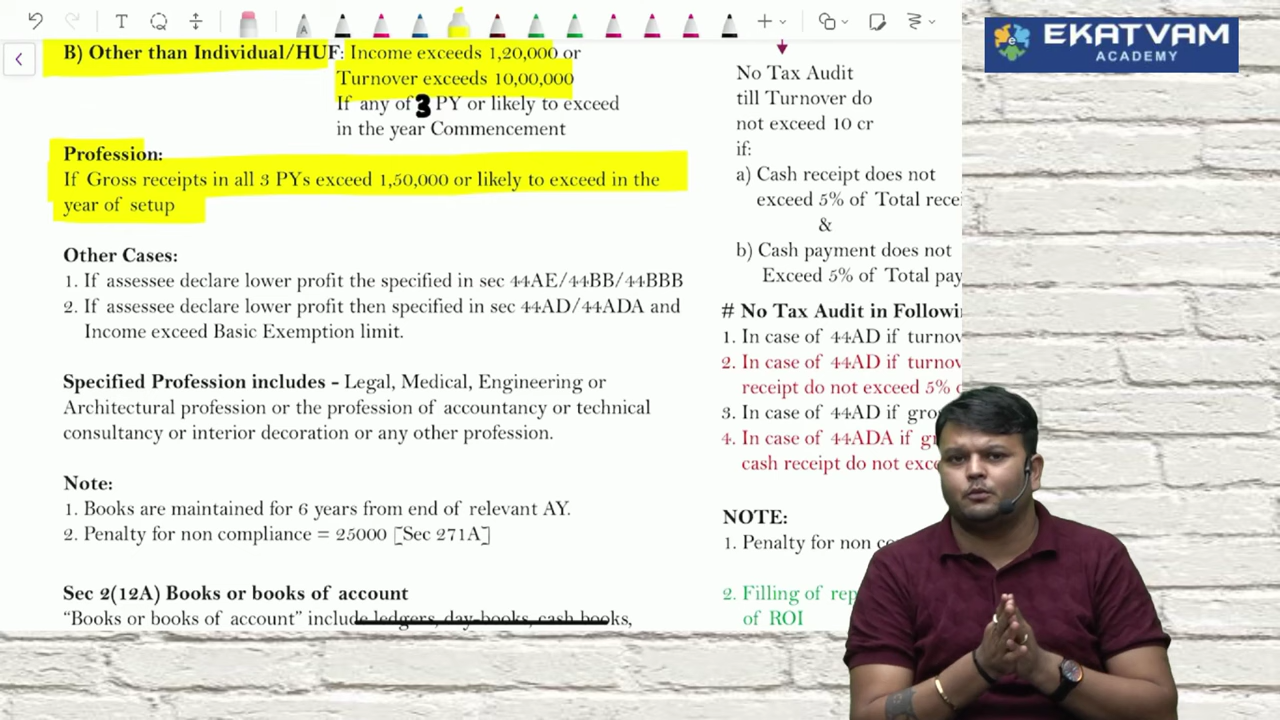 EKATVAM
ACADEMY
B) Other than Individual/HUF: Income exceeds 1,20,000 or
Turnover exceeds 10,00,000
If any of 3 PY or likely to exceed
in the year Commencement
Profession:
If Gross receipts in all 3 PYs exceed 1,50,000 or likely to exceed in the
year of setup
Other Cases:
1. If assessee declare lower profit the specified in sec 44AE/44BB/44BBB
2. If assessee declare lower profit then specified in sec 44AD/44ADA and
Income exceed Basic Exemption limit.
Specified Profession includes - Legal, Medical, Engineering or
Architectural profession or the profession of accountancy or technical
consultancy or interior decoration or any other profession.
Note:
1. Books are maintained for 6 years from end of relevant AY.
2. Penalty for non compliance = 25000 [Sec 271A]
Sec 2(12A) Books or books of account
“Books or books of account” include ledgers, day-books, cash books,
No Tax Audit
till Turnover do
not exceed 10 cr
if:
a) Cash receipt does not
exceed 5% of Total
&
b) Cash payment does not
Exceed 5% of Total
# No Tax Audit in
1. In case of 44AD if
2. In case of 44AD if
receipt do not exceed 5%
3. In case of 44AD if
4. In case of 44ADA if
cash receipt do not
NOTE:
1. Penalty for non
2. Filling of
of ROI